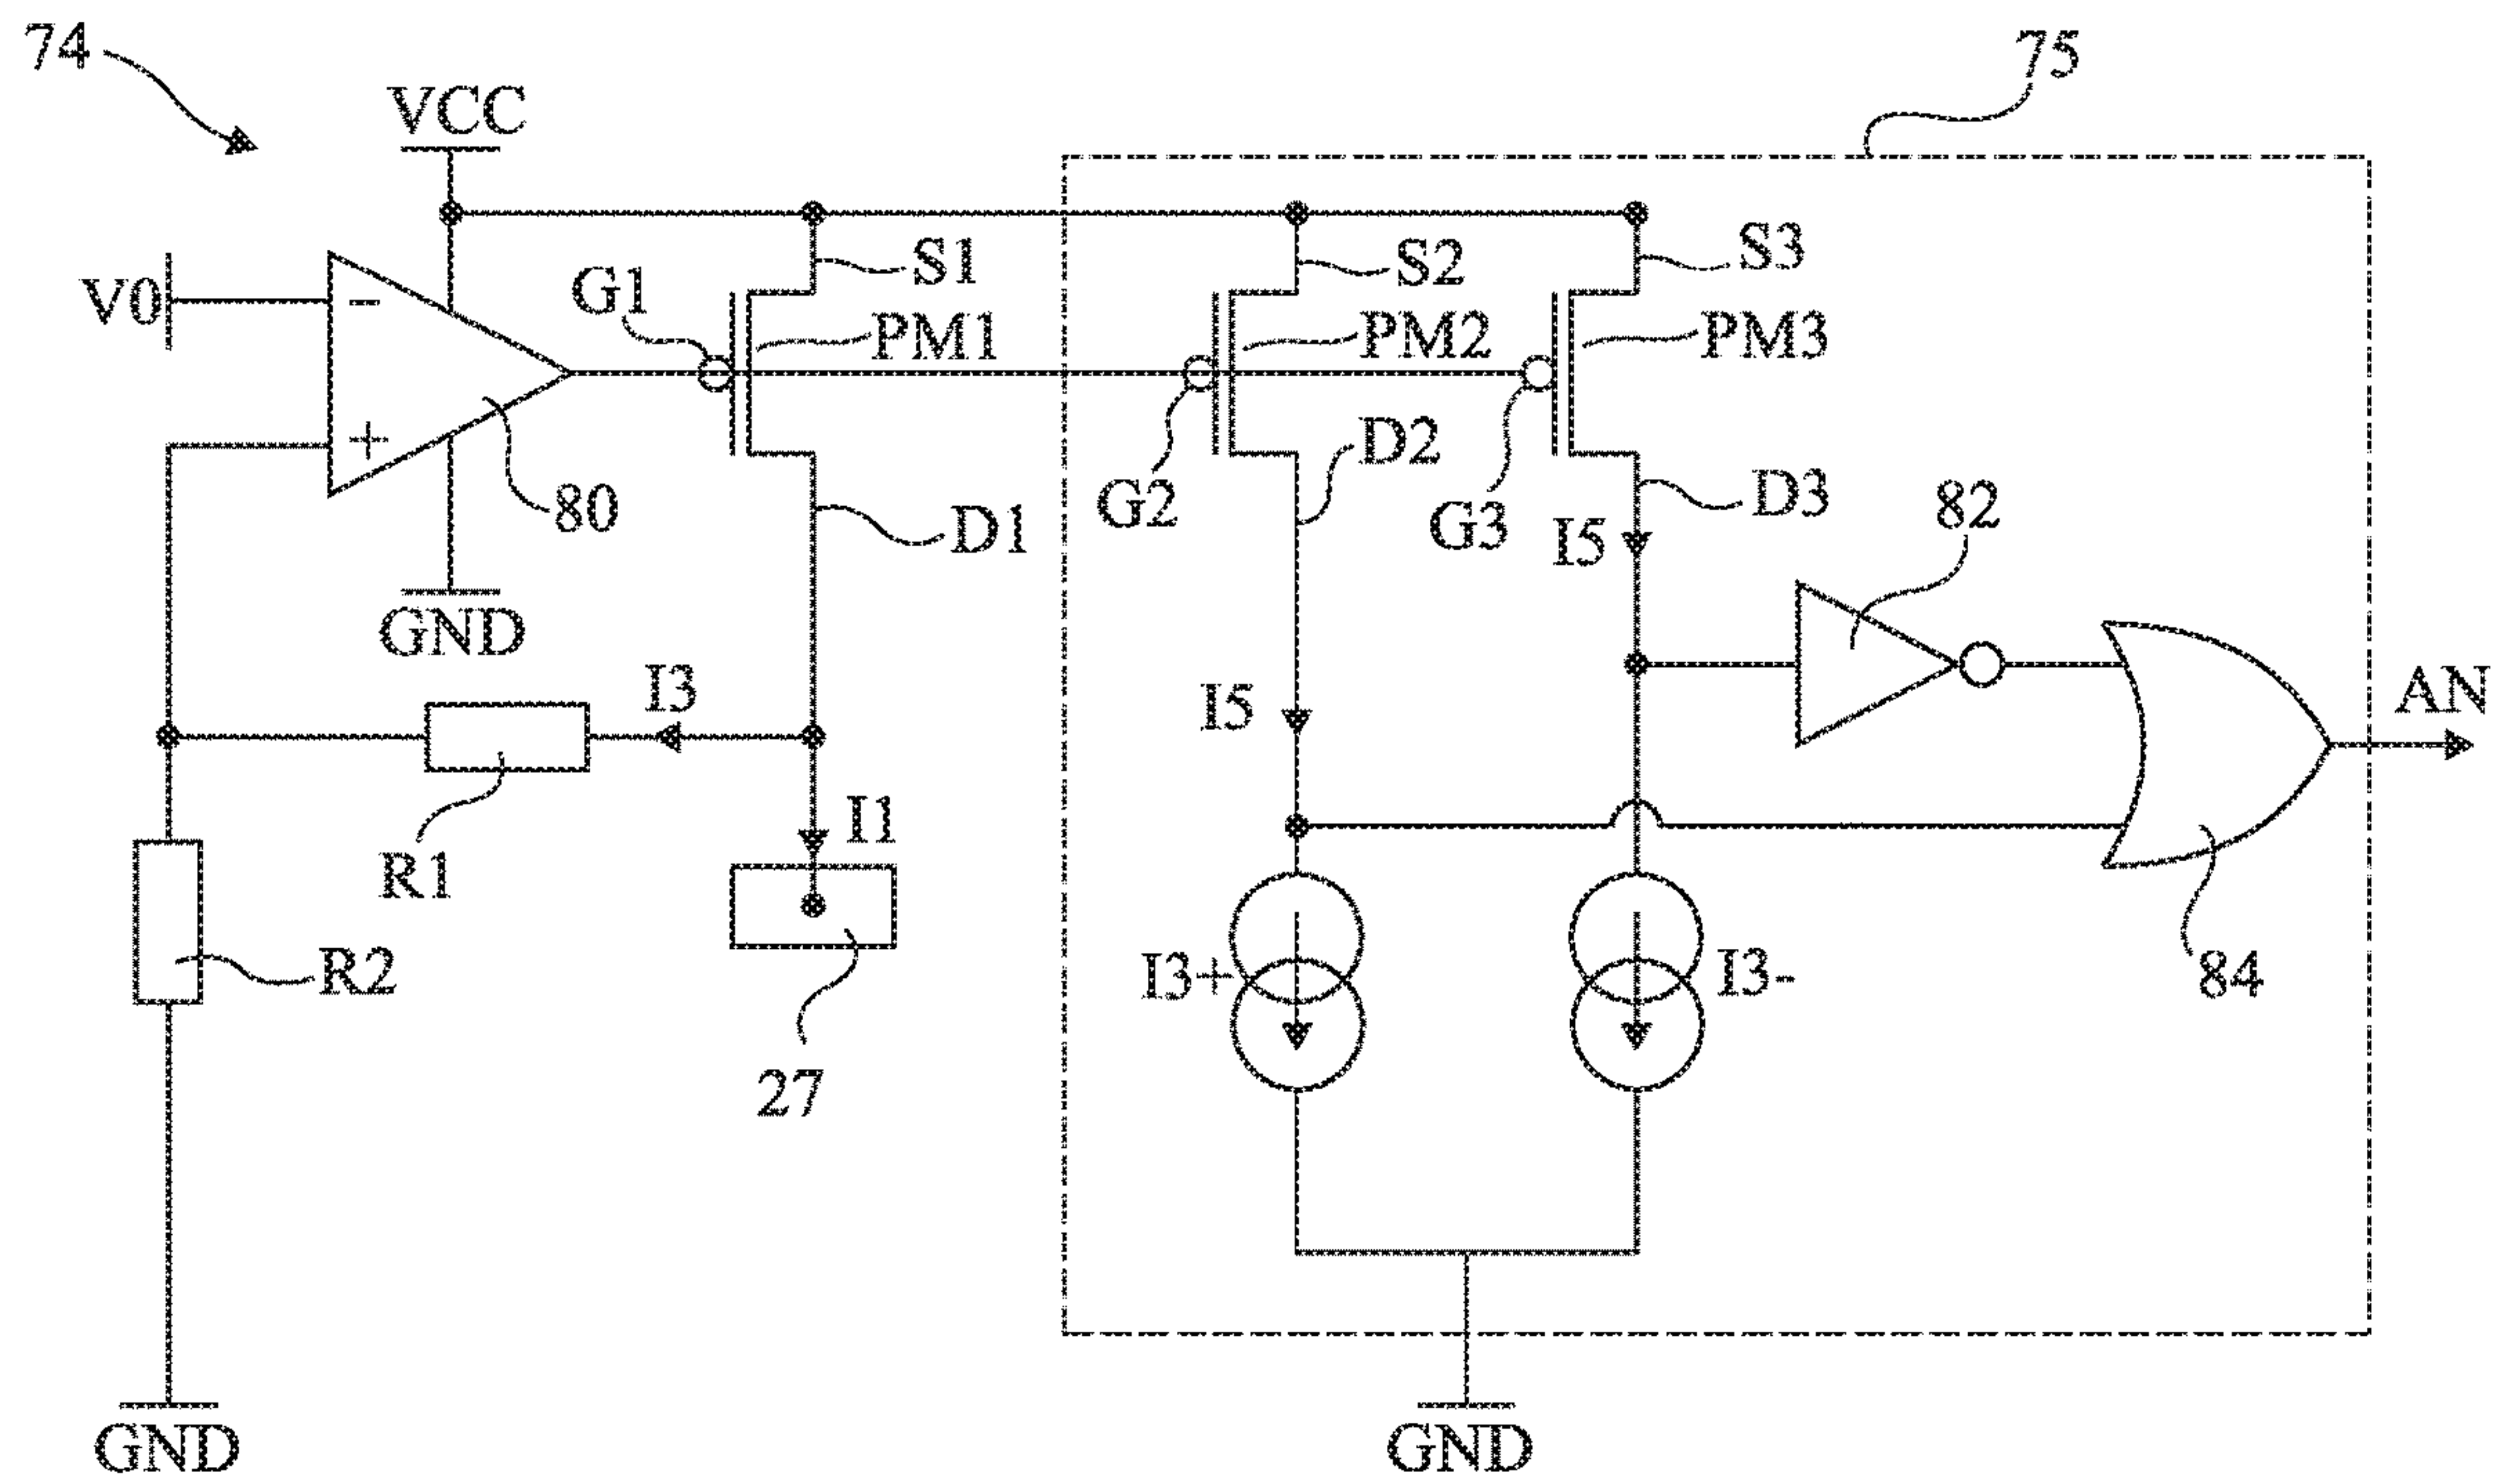 74
75
VCC
V0
-
+
G1
S1
PM1
S2
PM2
S3
PM3
80
D1
G2
D2
G3
D3
I5
82
GND
I3
I5
AN
R1
I1
R2
27
I3+
I3-
84
GND
GND